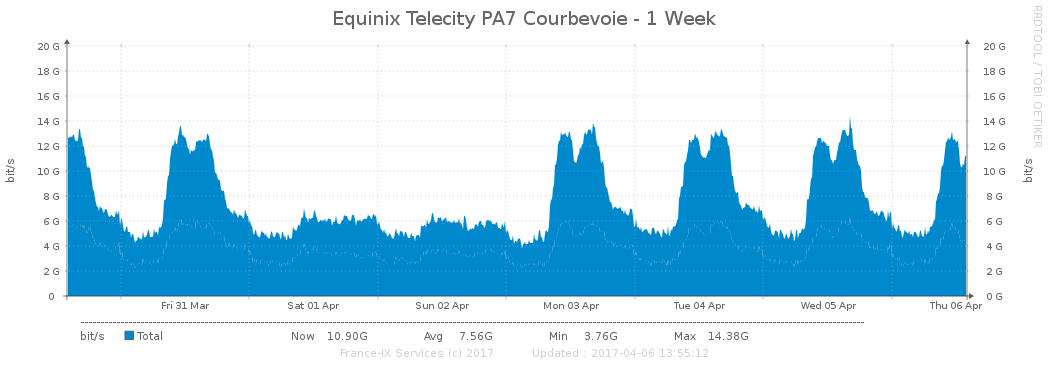 Equinix Telecity PA7 Courbevoie - 1 Week
RRDTOOL / TOBI OETIKER
20 G 20 G
18 G 18 G
16 G 16 G
14 G 14 G
12 G 12 G
10 G 10 G
8 G 8 G
6 G 6 G
4 G 4 G
2 G 2 G
0 0 G
bit/s bit/s
Fri 31 Mar Sat 01 Apr Sun 02 Apr Mon 03 Apr Tue 04 Apr Wed 05 Apr Thu 06 Apr
bit/s Total Now 10.90G Avg 7.56G Min 3.76G Max 14.38G
France-IX Services (c) 2017 Updated : 2017-04-06 13:55:12